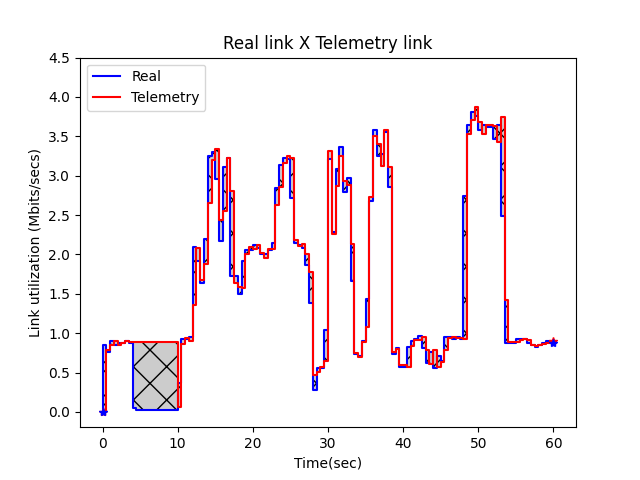 Real link X Telemetry link
Real
Telemetry
Link utilization (Mbits/secs)
4.5
4.0
3.5
3.0
2.5
2.0
1.5
1.0
0.5
0.0
0 10 20 30 40 50 60
Time(sec)